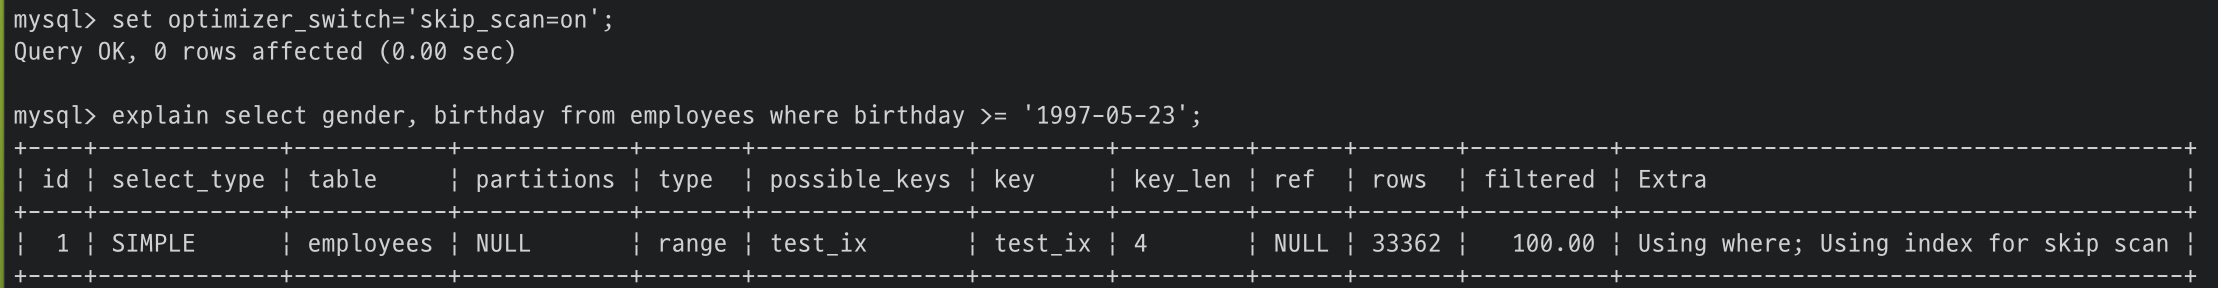 mysql> set optimizer_switch='skip_scan=on';
Query OK, 0 rows affected (0.00 sec)
mysql> explain select gender, birthday from employees where birthday >= '1997-05-23';
+----+-------------+-----------+------------+-------+---------------+---------+---------+------+-------+----------+----------------------------------------+
| id | select_type | table     | partitions | type  | possible_keys | key     | key_len | ref  | rows  | filtered | Extra                                  |
+----+-------------+-----------+------------+-------+---------------+---------+---------+------+-------+----------+----------------------------------------+
|  1 | SIMPLE      | employees | NULL       | range | test_ix       | test_ix | 4       | NULL | 33362 |   100.00 | Using where; Using index for skip scan |
+----+-------------+-----------+------------+-------+---------------+---------+---------+------+-------+----------+----------------------------------------+